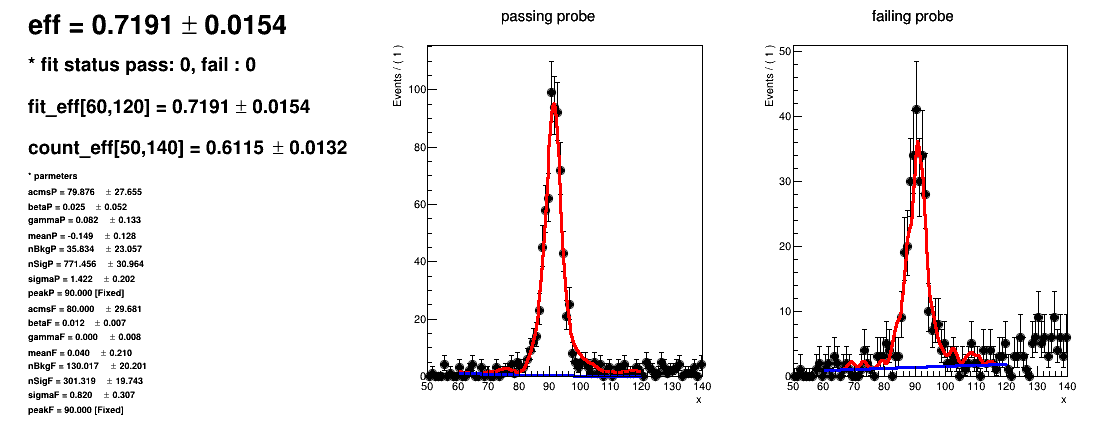 eff = 0.7191 ± 0.0154
* fit status pass: 0, fail : 0
fit_eff[60,120] = 0.7191 ± 0.0154
count_eff[50,140] = 0.6115 ± 0.0132
* parmeters
acmsP = 79.876 ± 27.655
betaP = 0.025 ± 0.052
gammaP = 0.082 ± 0.133
meanP = -0.149 ± 0.128
nBkgP = 35.834 ± 23.057
nSigP = 771.456 ± 30.964
sigmaP = 1.422 ± 0.202
peakP = 90.000 [Fixed]
acmsF = 80.000 ± 29.681
betaF = 0.012 ± 0.007
gammaF = 0.000 ± 0.008
meanF = 0.040 ± 0.210
nBkgF = 130.017 ± 20.201
nSigF = 301.319 ± 19.743
sigmaF = 0.820 ± 0.307
peakF = 90.000 [Fixed]
passing probe
Events / ( 1 )
100
80
60
40
20
0
50 60 70 80 90 100 110 120 130 140
x
failing probe
Events / ( 1 )
50
40
30
20
10
0
50 60 70 80 90 100 110 120 130 140
x